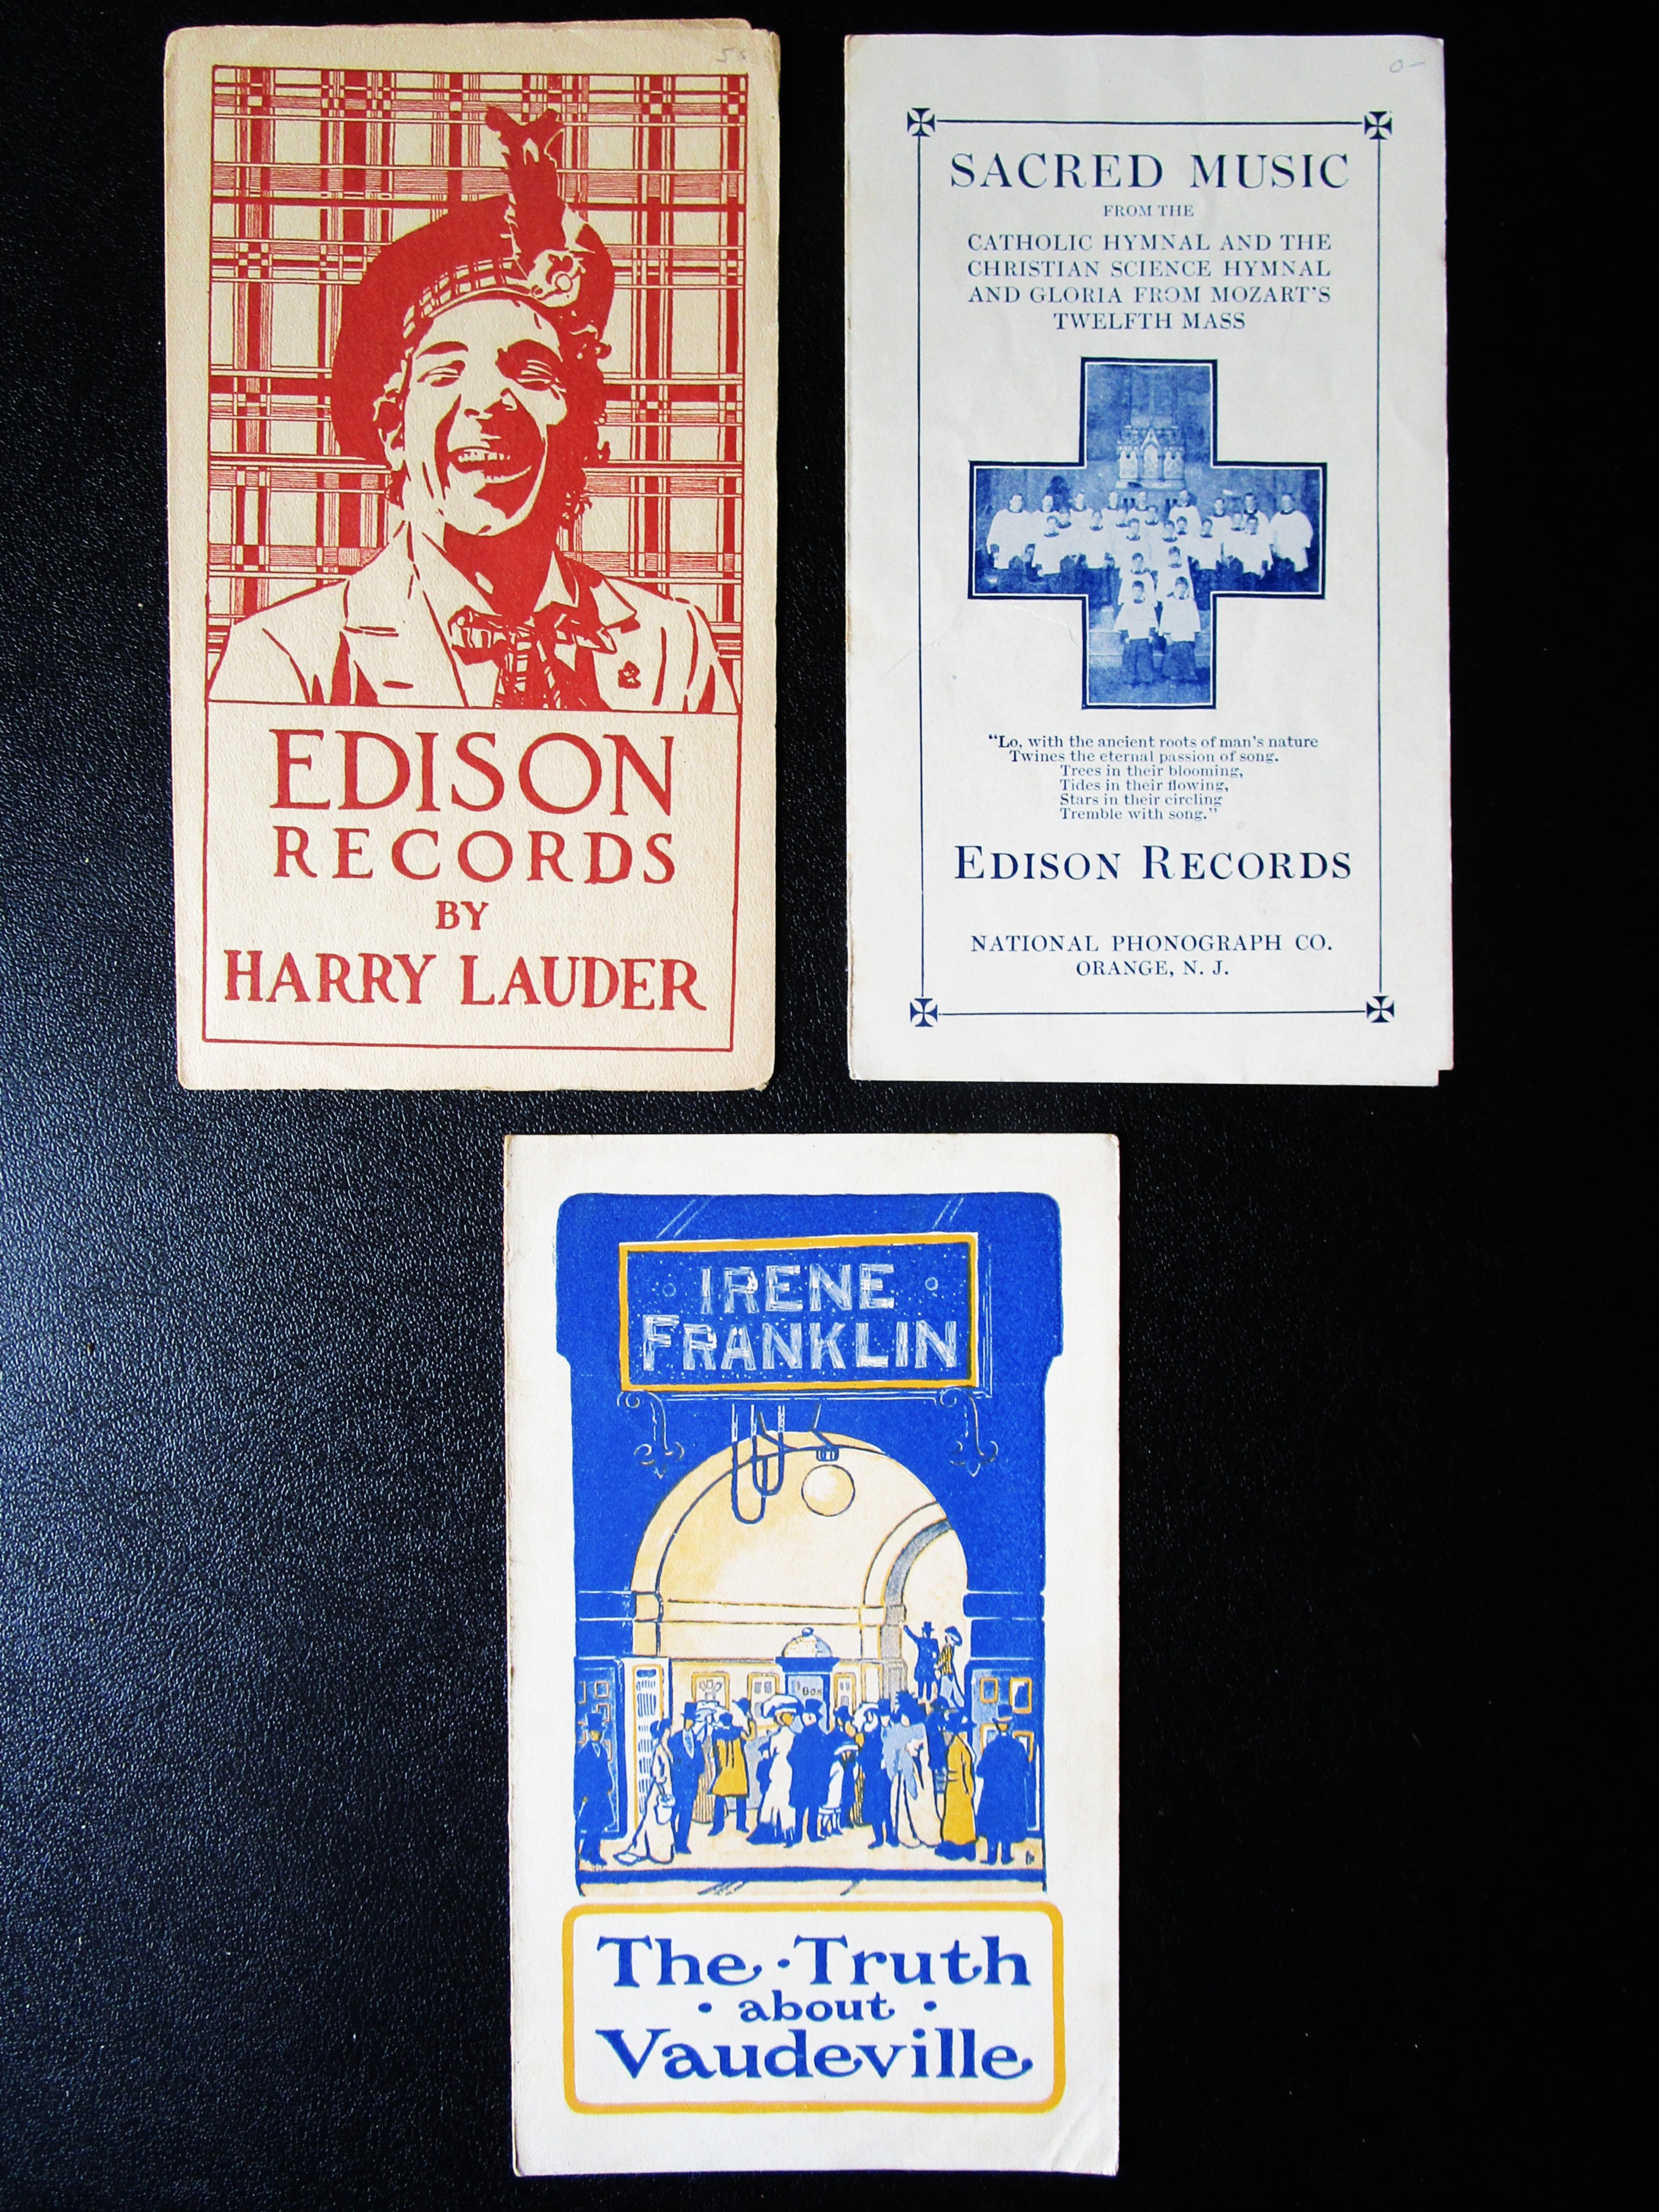 EDISON
RECORDS
BY
HARRY LAUDER
SACRED MUSIC
FROM THE
CATHOLIC HYMNAL AND THE
CHRISTIAN SCIENCE HYMNAL
AND GLORIA FROM MOZART'S
TWELFTH MASS
"Lo, with the ancient roots of man's nature
Twines the eternal passion of song.
Trees in their blooming,
Tides in their flowing,
Stars in their circling
Tremble with song."
EDISON RECORDS
NATIONAL PHONOGRAPH CO.
ORANGE, N. J.
IRENE
FRANKLIN
Box
The·Truth
· about ·
Vaudeville